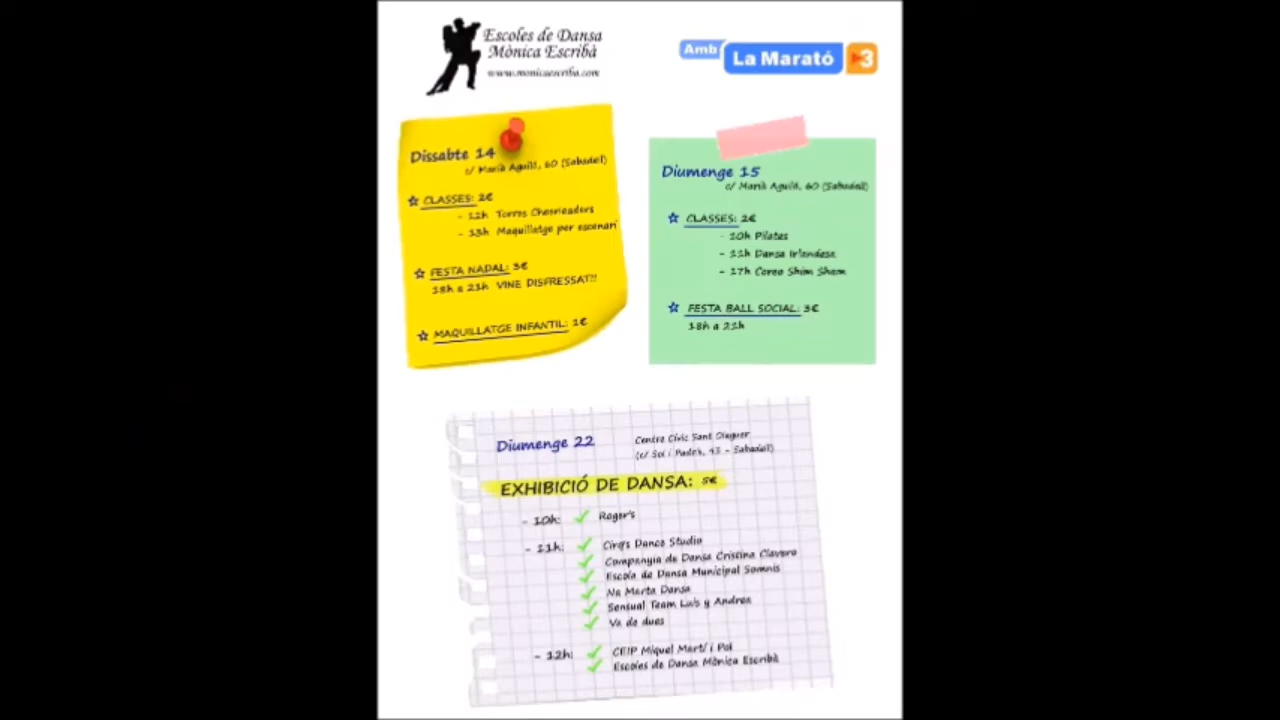 Escoles de Dansa
Mònica Escribà
www.monicaescriba.com
Amb La Marató 3
Dissabte 14
c/ Marià Aguiló, 60 (Sabadell)
CLASSES: 2€
- 12h Torros Cheerleaders
- 13h Maquillatge per escenari
FESTA NADAL: 3€
18h a 21h VINE DISFRESSAT!!
MAQUILLATGE INFANTIL: 1€
Diumenge 15
c/ Marià Aguiló, 60 (Sabadell)
CLASSES: 2€
- 10h Pilates
- 11h Dansa Irlandesa
- 17h Coreo Shim Sham
FESTA BALL SOCIAL: 3€
18h a 21h
Diumenge 22
Centre Cívic Sant Oleguer
(c/ Sol i Padrís, 93 - Sabadell)
EXHIBICIÓ DE DANSA: 5€
- 10h: Roger's
- 11h: Cirq's Dance Studio
Companyia de Dansa Cristina Clavero
Escola de Dansa Municipal Somnis
Na Marta Dansa
Sensual Team Luis y Andrea
Va de dues
- 12h: CEIP Miquel Martí i Pol
Escoles de Dansa Mònica Escribà